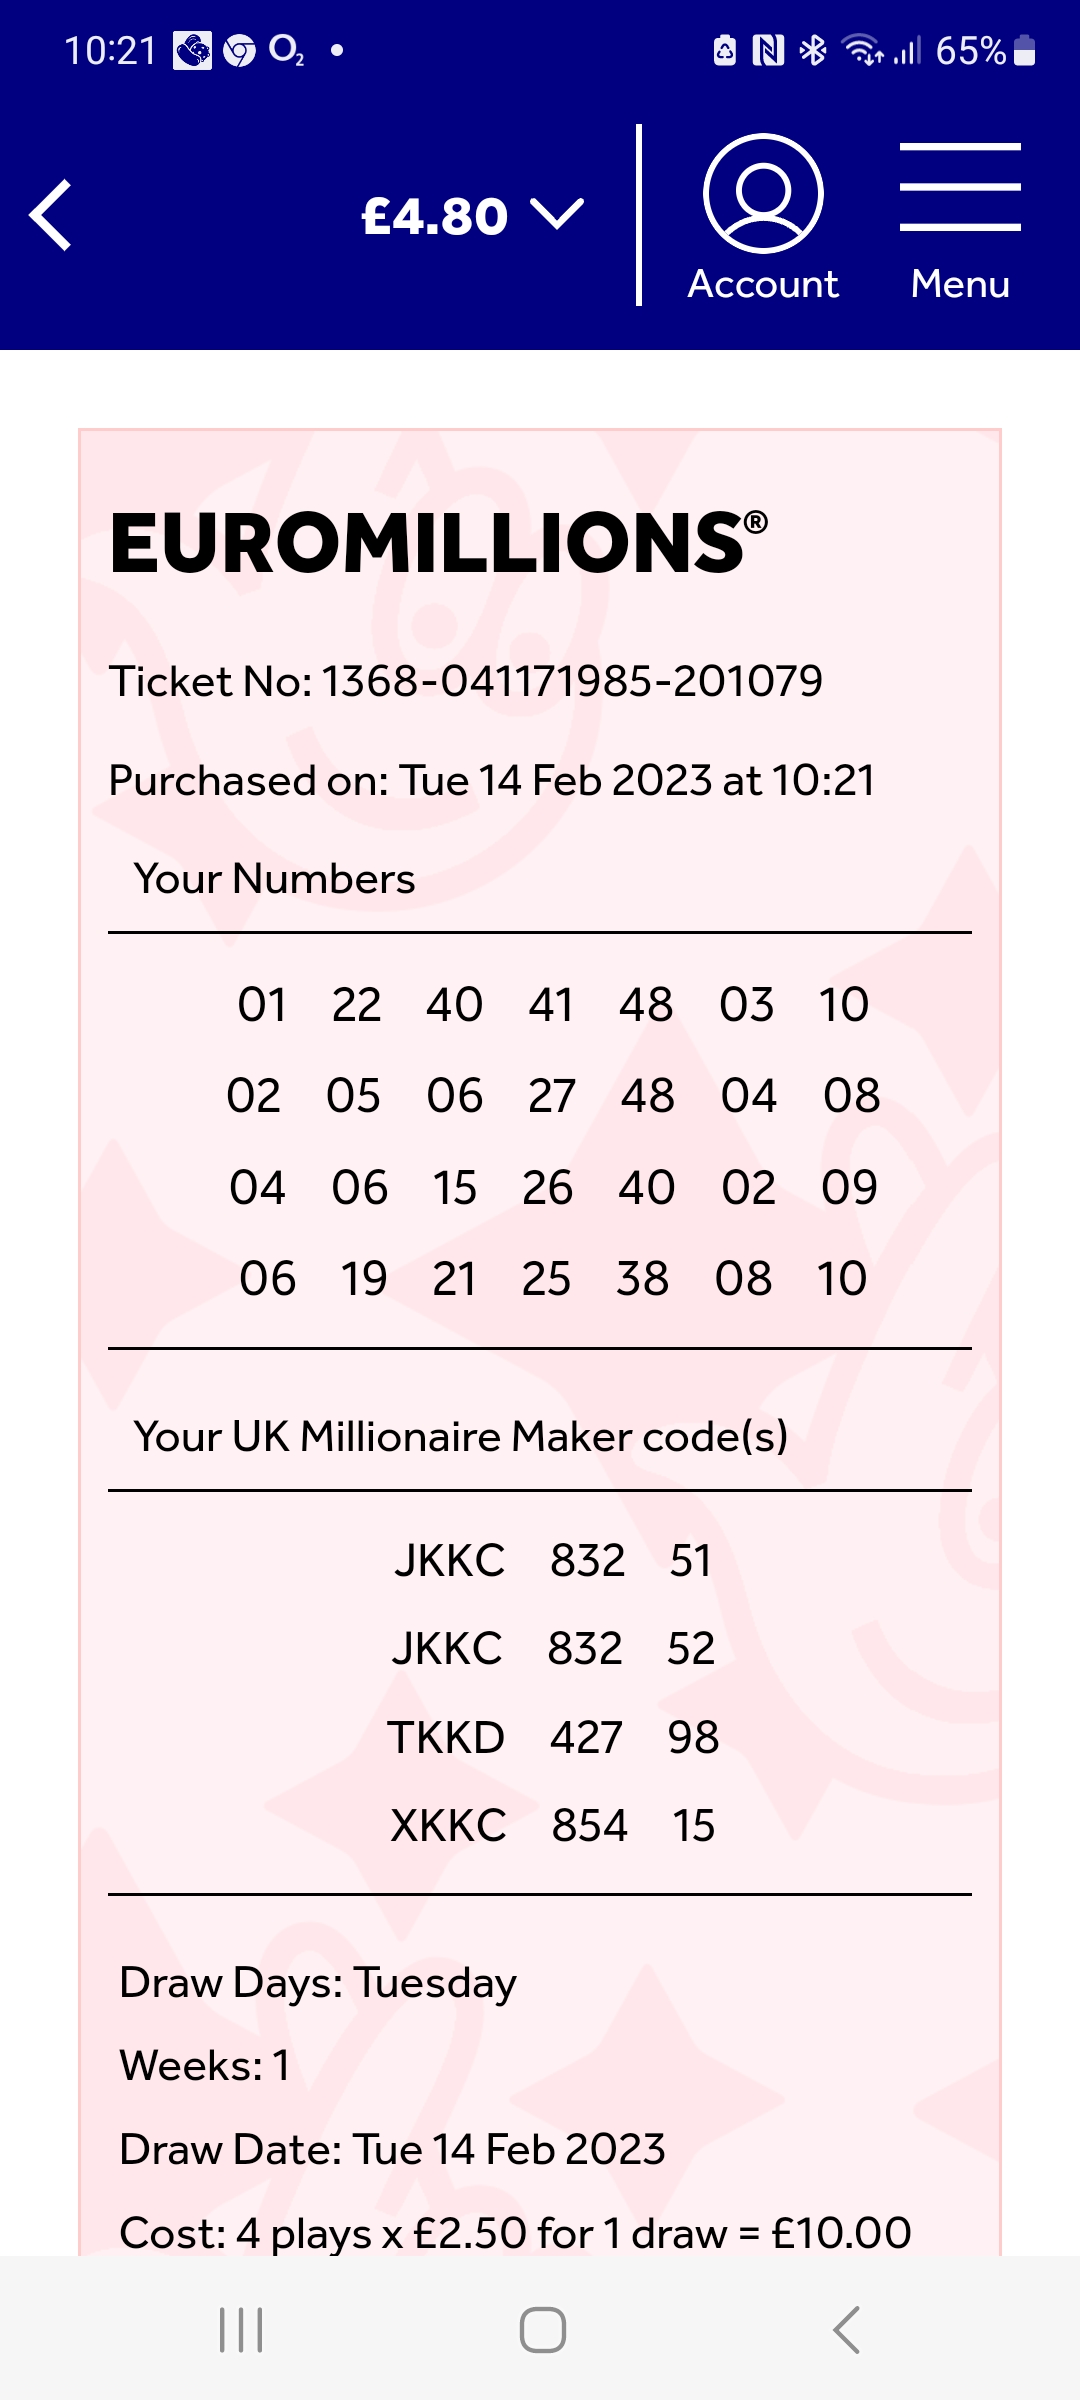 10:21 O2 65%
£4.80
Account Menu
EUROMILLIONS®
Ticket No: 1368-041171985-201079
Purchased on: Tue 14 Feb 2023 at 10:21
Your Numbers
01 22 40 41 48 03 10
02 05 06 27 48 04 08
04 06 15 26 40 02 09
06 19 21 25 38 08 10
Your UK Millionaire Maker code(s)
JKKC 832 51
JKKC 832 52
TKKD 427 98
XKKC 854 15
Draw Days: Tuesday
Weeks: 1
Draw Date: Tue 14 Feb 2023
Cost: 4 plays x £2.50 for 1 draw = £10.00